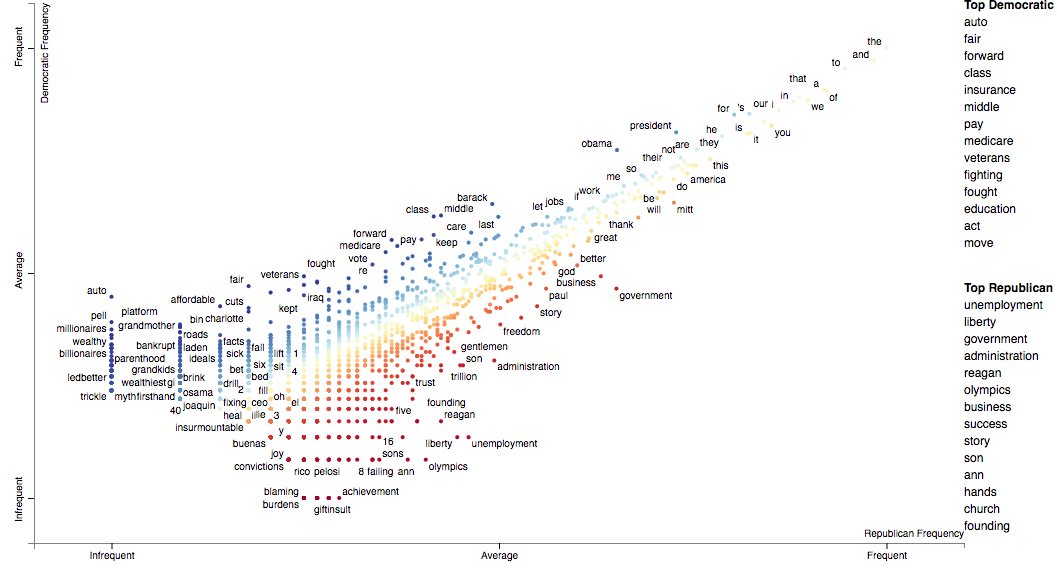 Top Democratic
auto
fair
forward
class
insurance
middle
pay
medicare
veterans
fighting
fought
education
act
move
Top Republican
unemployment
liberty
government
administration
reagan
olympics
business
success
story
son
ann
hands
church
founding
Democratic Frequency
Frequent
Average
Infrequent
the
and
to
that
a
in
of
for 's our i
we
president
he
is
you
it
obama
not are they
their
this
so
me
america
do
if work
be
barack
let jobs
will mitt
class middle
last
care
thank
forward
pay
keep
great
medicare
vote
better
fought
re
god
veterans
business
fair
government
auto
iraq
paul
affordable cuts
kept
story
pell platform
bin charlotte
millionaires grandmother
freedom
roads
wealthy
facts
bankrupt laden
fall
gentlemen
billionaires parenthood ideals sick lift 1
son
grandkids
bet six sit 4
administration
ledbetter wealthiest gi brink
bed
trillion
drill 2
trust
trickle myth firsthand osama
fill oh
40 joaquin fixing ceo el
founding
five
heal 3
reagan
insurmountable
y
buenas
16
liberty unemployment
joy
sons
convictions
rico pelosi 8 failing ann olympics
blaming achievement
burdens
gift insult
Republican Frequency
Infrequent
Average
Frequent